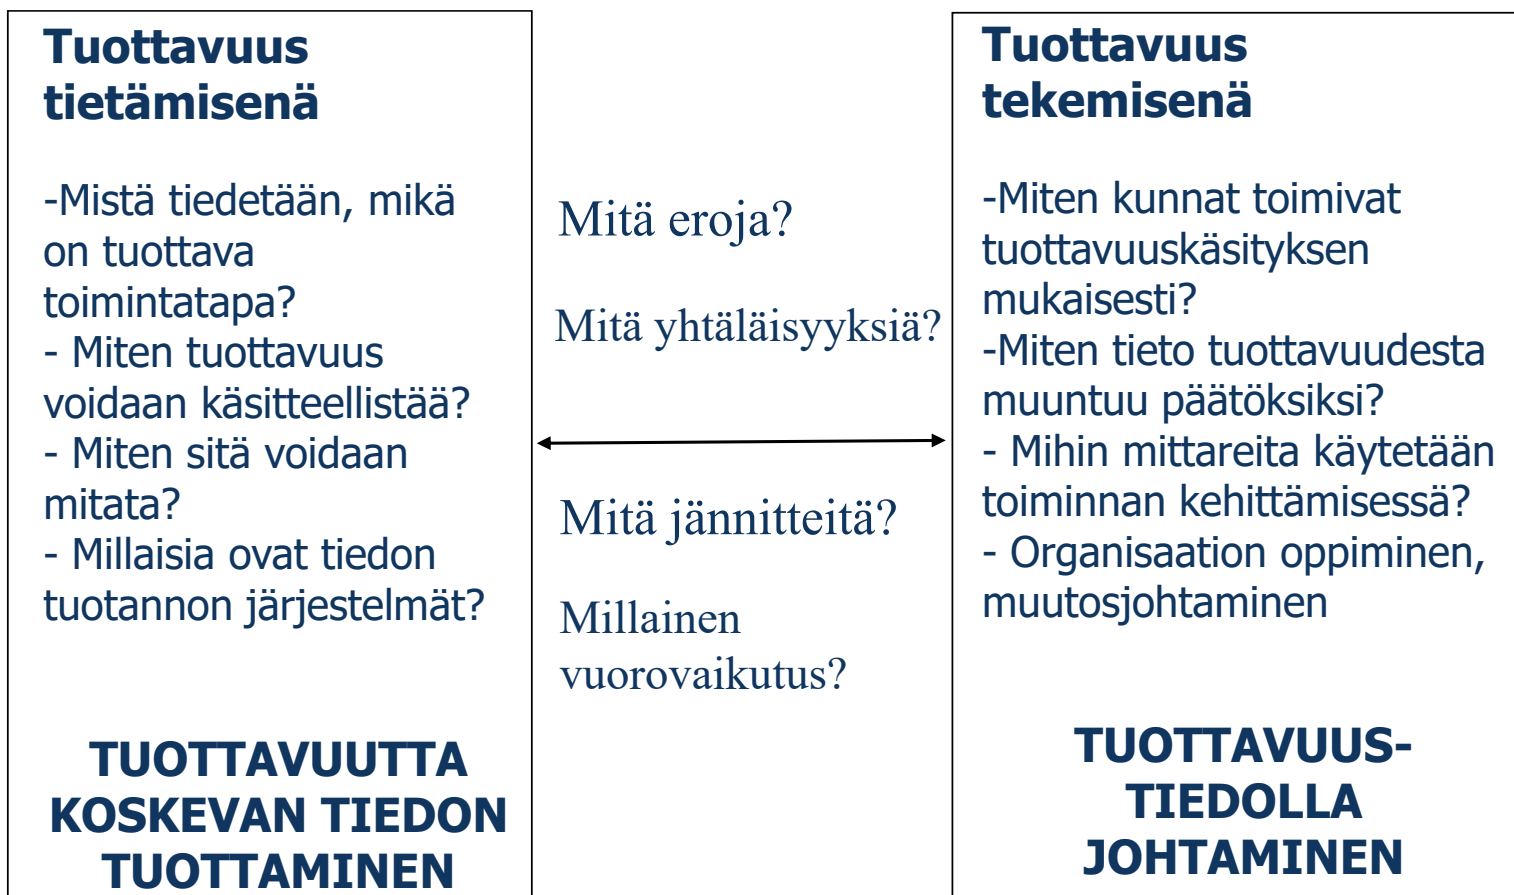 Tuottavuus
tietämisenä
-Mistä tiedetään, mikä
on tuottava
toimintatapa?
- Miten tuottavuus
voidaan käsitteellistää?
- Miten sitä voidaan
mitata?
- Millaisia ovat tiedon
tuotannon järjestelmät?
TUOTTAVUUTTA
KOSKEVAN TIEDON
TUOTTAMINEN
Mitä eroja?
Mitä yhtäläisyyksiä?
Mitä jännitteitä?
Millainen
vuorovaikutus?
Tuottavuus
tekemisenä
-Miten kunnat toimivat
tuottavuuskäsityksen
mukaisesti?
-Miten tieto tuottavuudesta
muuntuu päätöksiksi?
- Mihin mittareita käytetään
toiminnan kehittämisessä?
- Organisaation oppiminen,
muutosjohtaminen
TUOTTAVUUS-
TIEDOLLA
JOHTAMINEN